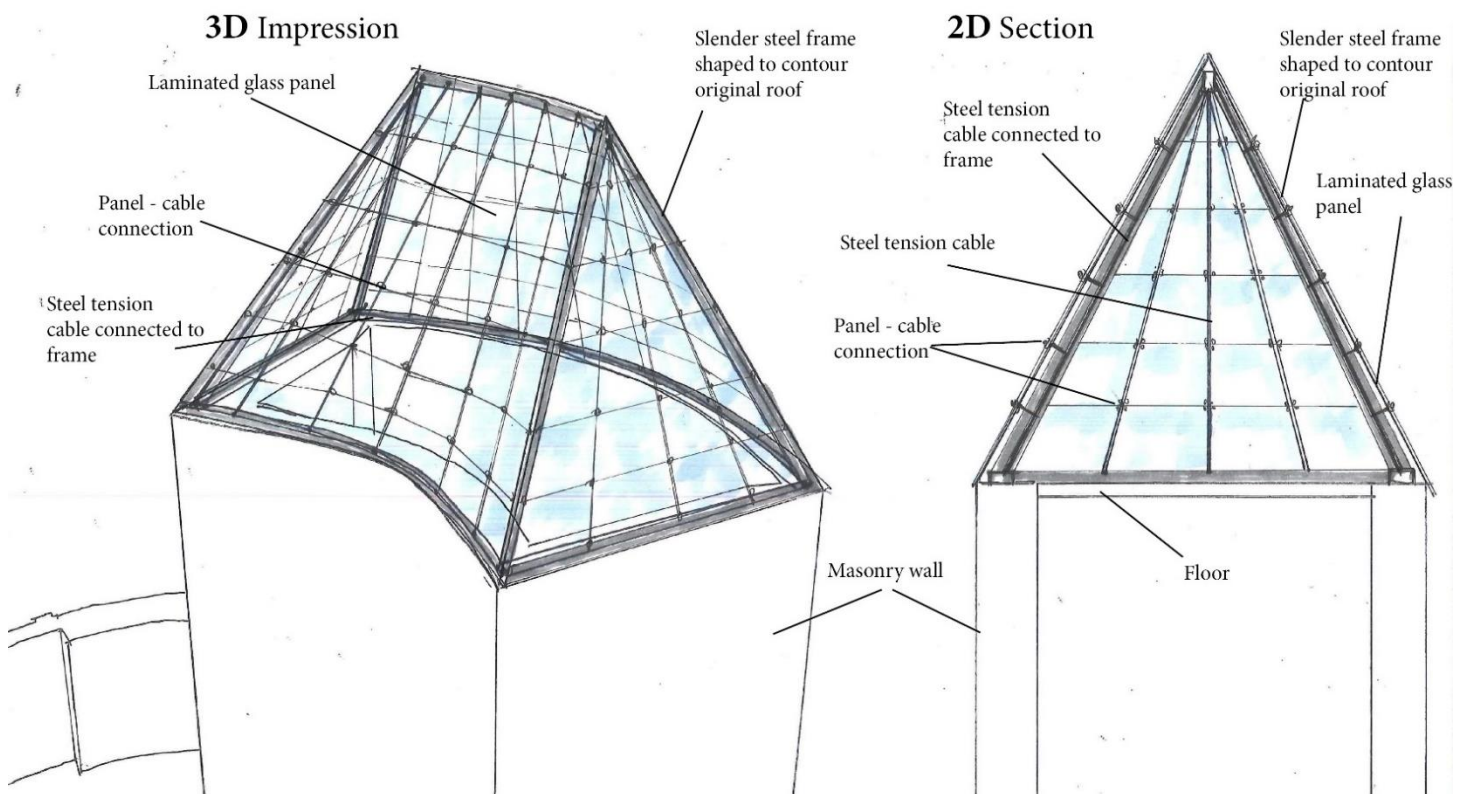 3D Impression
Laminated glass panel
Slender steel frame
shaped to contour
original roof
Panel - cable
connection
Steel tension
cable connected to
frame
2D Section
Slender steel frame
shaped to contour
original roof
Steel tension
cable connected to
frame
Laminated glass
panel
Steel tension cable
Panel - cable
connection
Masonry wall
Floor